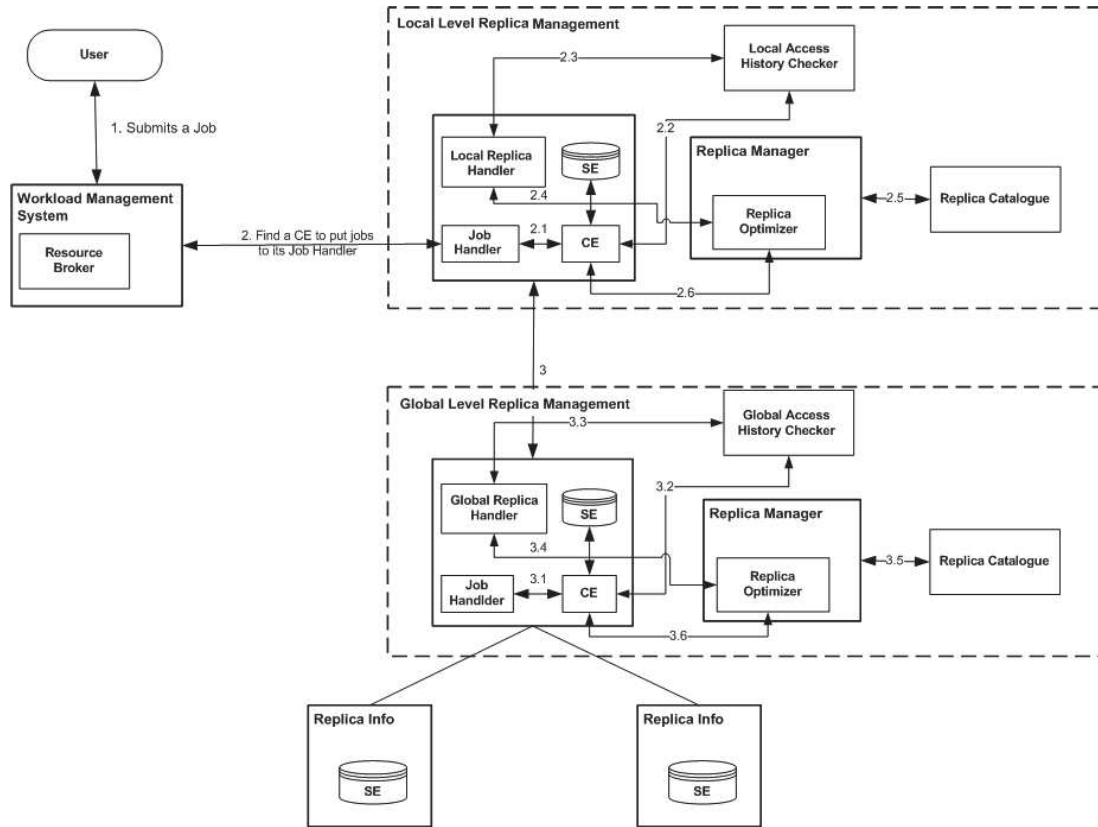 Local Level Replica Management
User
Local Access
History Checker
2.3
1. Submits a Job
2.2
Local Replica
Handler
SE
Replica Manager
Workload Management
System
2.4
2.5
Replica Catalogue
Resource
Broker
2. Find a CE to put jobs
to its Job Handler
Job
Handler
2.1
CE
Replica
Optimizer
2.6
3
Global Level Replica Management
Global Access
History Checker
3.3
3.2
Global Replica
Handler
SE
Replica Manager
3.4
3.5
Replica Catalogue
Job
Handlder
3.1
CE
Replica
Optimizer
3.6
Replica Info
SE
Replica Info
SE